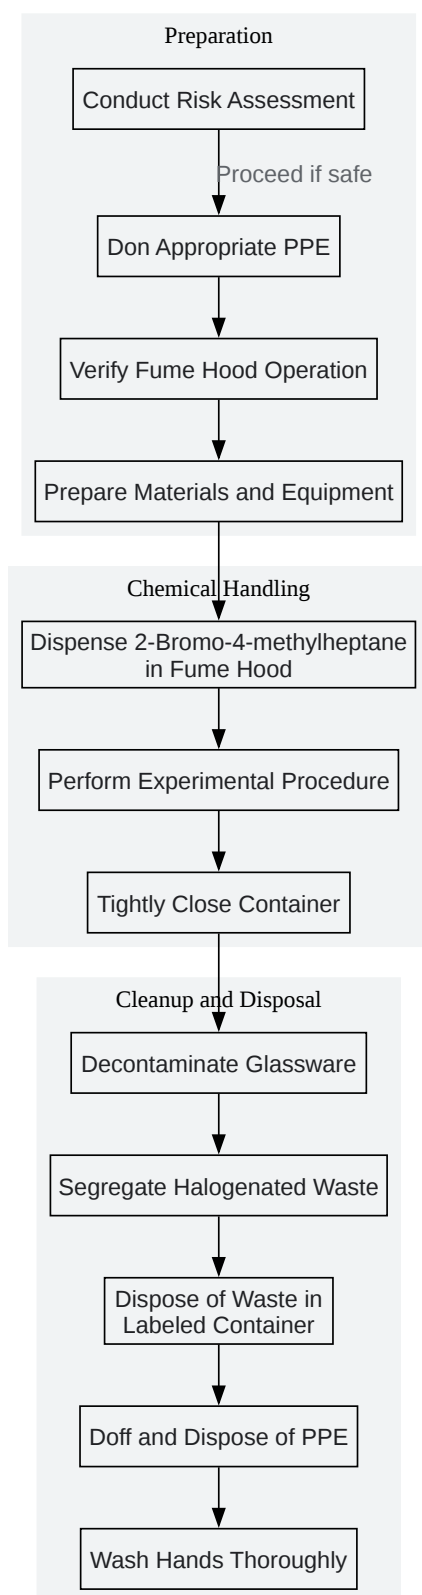 Preparation
Conduct Risk Assessment
Proceed if safe
Don Appropriate PPE
Verify Fume Hood Operation
Prepare Materials and Equipment
Chemical Handling
Dispense 2-Bromo-4-methylheptane
in Fume Hood
Perform Experimental Procedure
Tightly Close Container
Cleanup and Disposal
Decontaminate Glassware
Segregate Halogenated Waste
Dispose of Waste in
Labeled Container
Doff and Dispose of PPE
Wash Hands Thoroughly